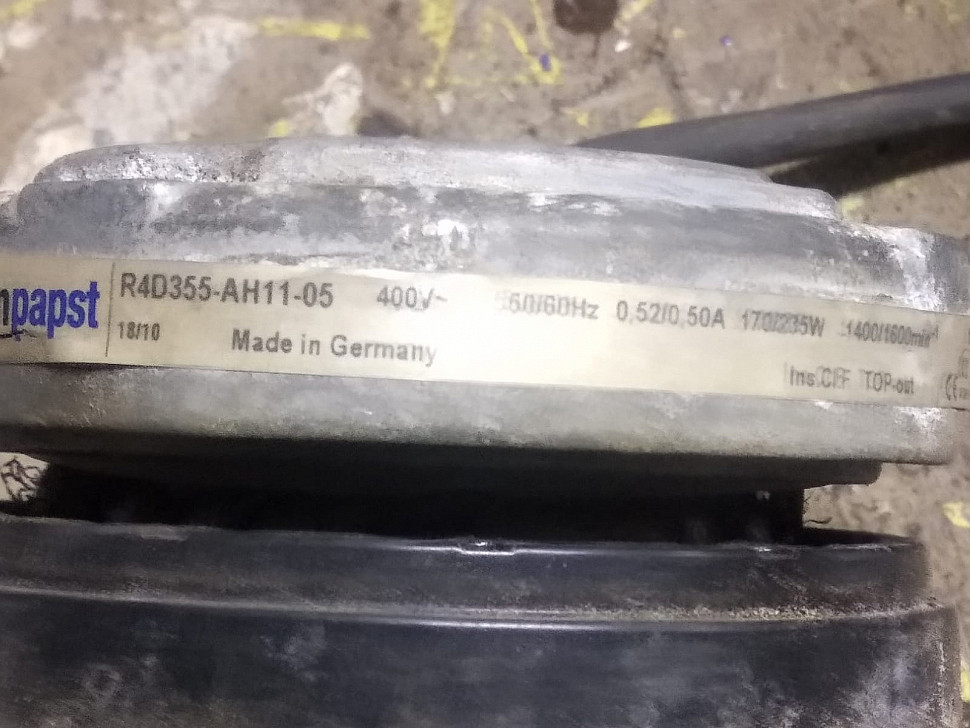 papst R4D355-AH11-05 400V~ 50/60Hz 0,52/0,50A 170/235W 1400/1600min⁻¹
18/10 Made in Germany Ins.Cl.F TOP-out CE